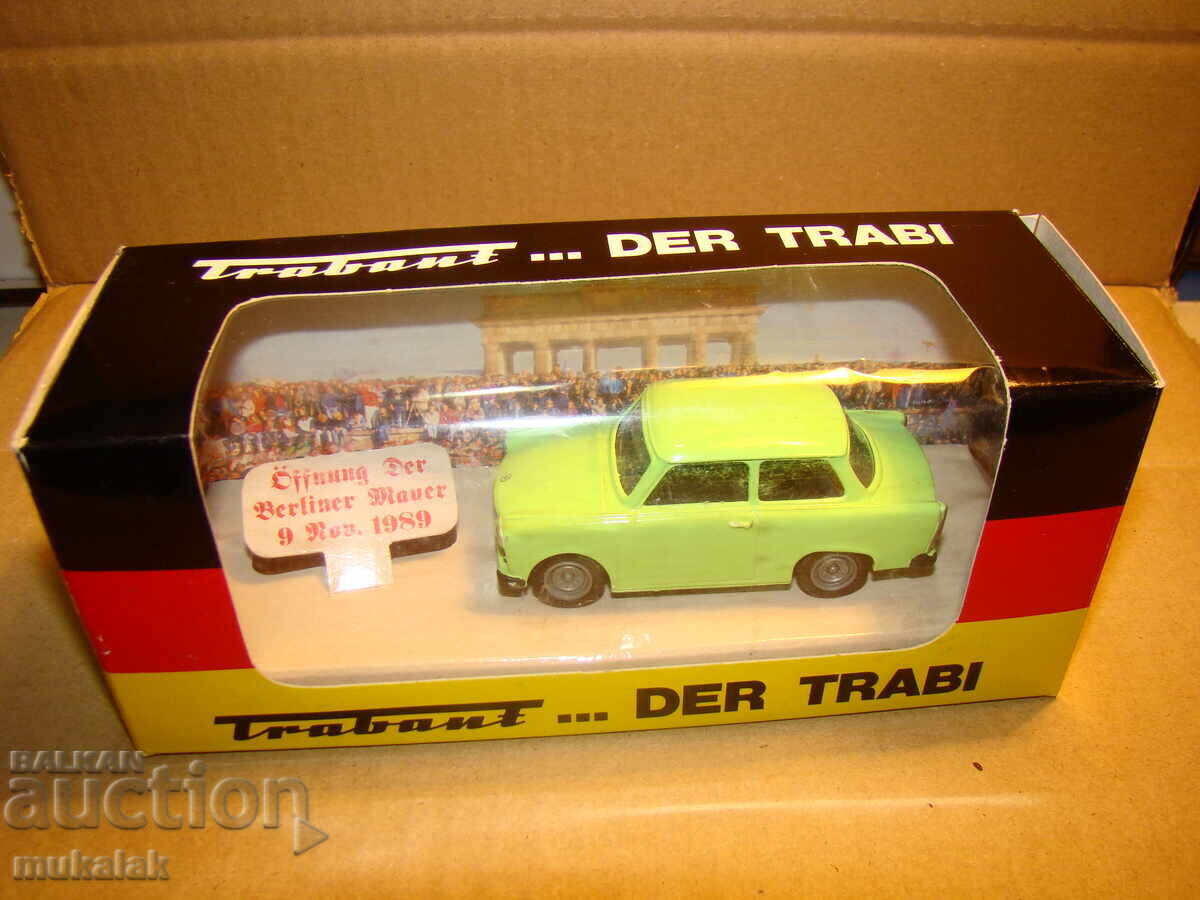 Trabant ... DER TRABI
Öffnung Der
Berliner Mauer
9 Nov. 1989
Trabant ... DER TRABI
BALKAN
auction
mukalak